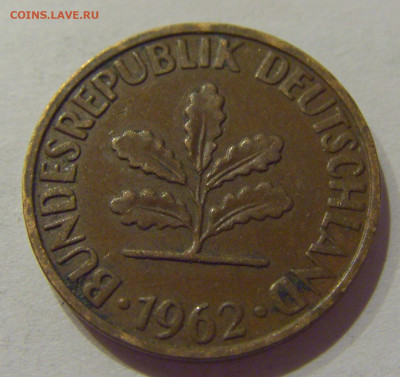 COINS.LAVE.RU
BUNDESREPUBLIK DEUTSCHLAND
· 1962 ·